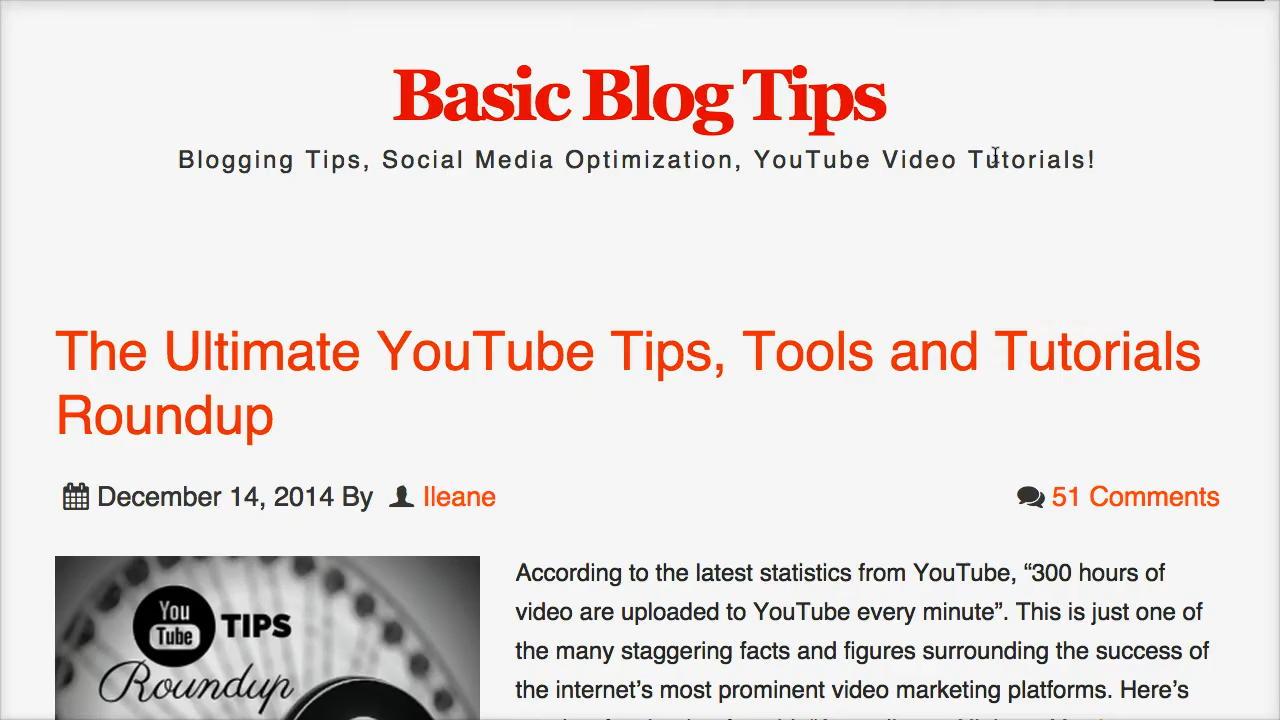 Basic Blog Tips
Blogging Tips, Social Media Optimization, YouTube Video Tutorials!
The Ultimate YouTube Tips, Tools and Tutorials
Roundup
December 14, 2014 By Ileane
51 Comments
You
Tube
TIPS
Roundup
According to the latest statistics from YouTube, “300 hours of
video are uploaded to YouTube every minute”. This is just one of
the many staggering facts and figures surrounding the success of
the internet’s most prominent video marketing platforms. Here’s